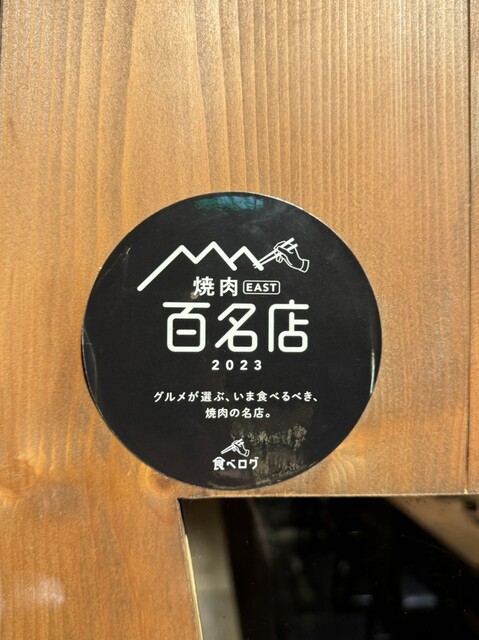 焼肉 EAST
百名店
2023
グルメが選ぶ、いま食べるべき、
焼肉の名店。
食べログ